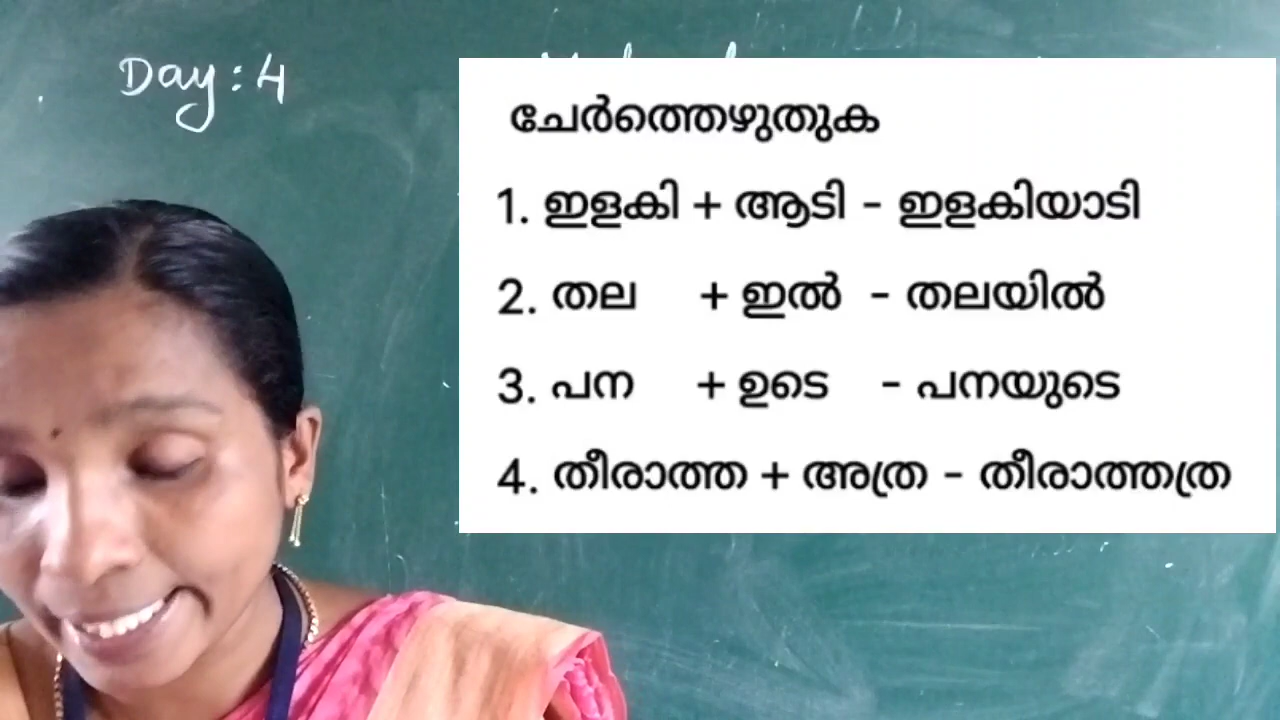 Day : 4
ചേർത്തെഴുതുക
1. ഇളകി + ആടി - ഇളകിയാടി
2. തല + ഇൽ - തലയിൽ
3. പന + ഉടെ - പനയുടെ
4. തീരാത്ത + അത്ര - തീരാത്തത്ര